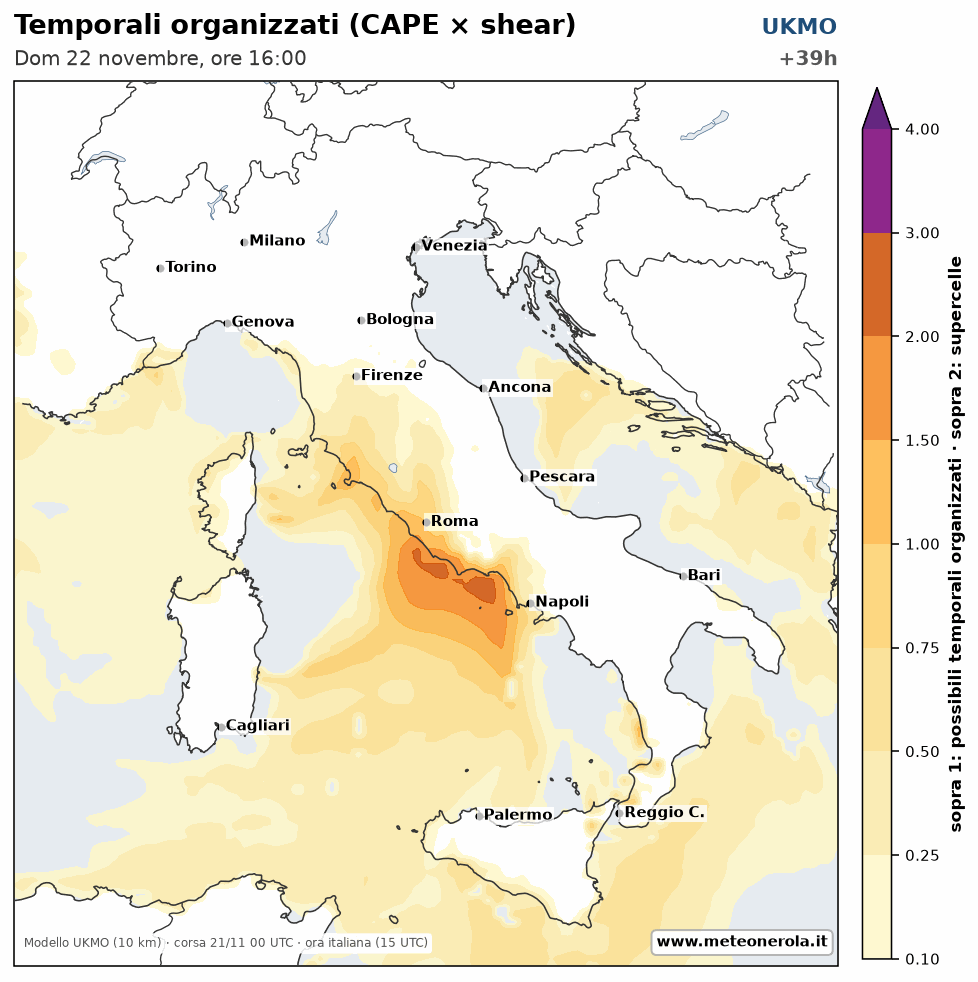 Temporali organizzati (CAPE × shear)
UKMO
Dom 22 novembre, ore 16:00
+39h
Milano
Venezia
Torino
Genova
Bologna
Firenze
Ancona
Pescara
Roma
Bari
Napoli
Cagliari
Palermo
Reggio C.
4.00
3.00
2.00
1.50
1.00
0.75
0.50
0.25
0.10
sopra 1: possibili temporali organizzati · sopra 2: supercelle
Modello UKMO (10 km) · corsa 21/11 00 UTC · ora italiana (15 UTC)
www.meteonerola.it